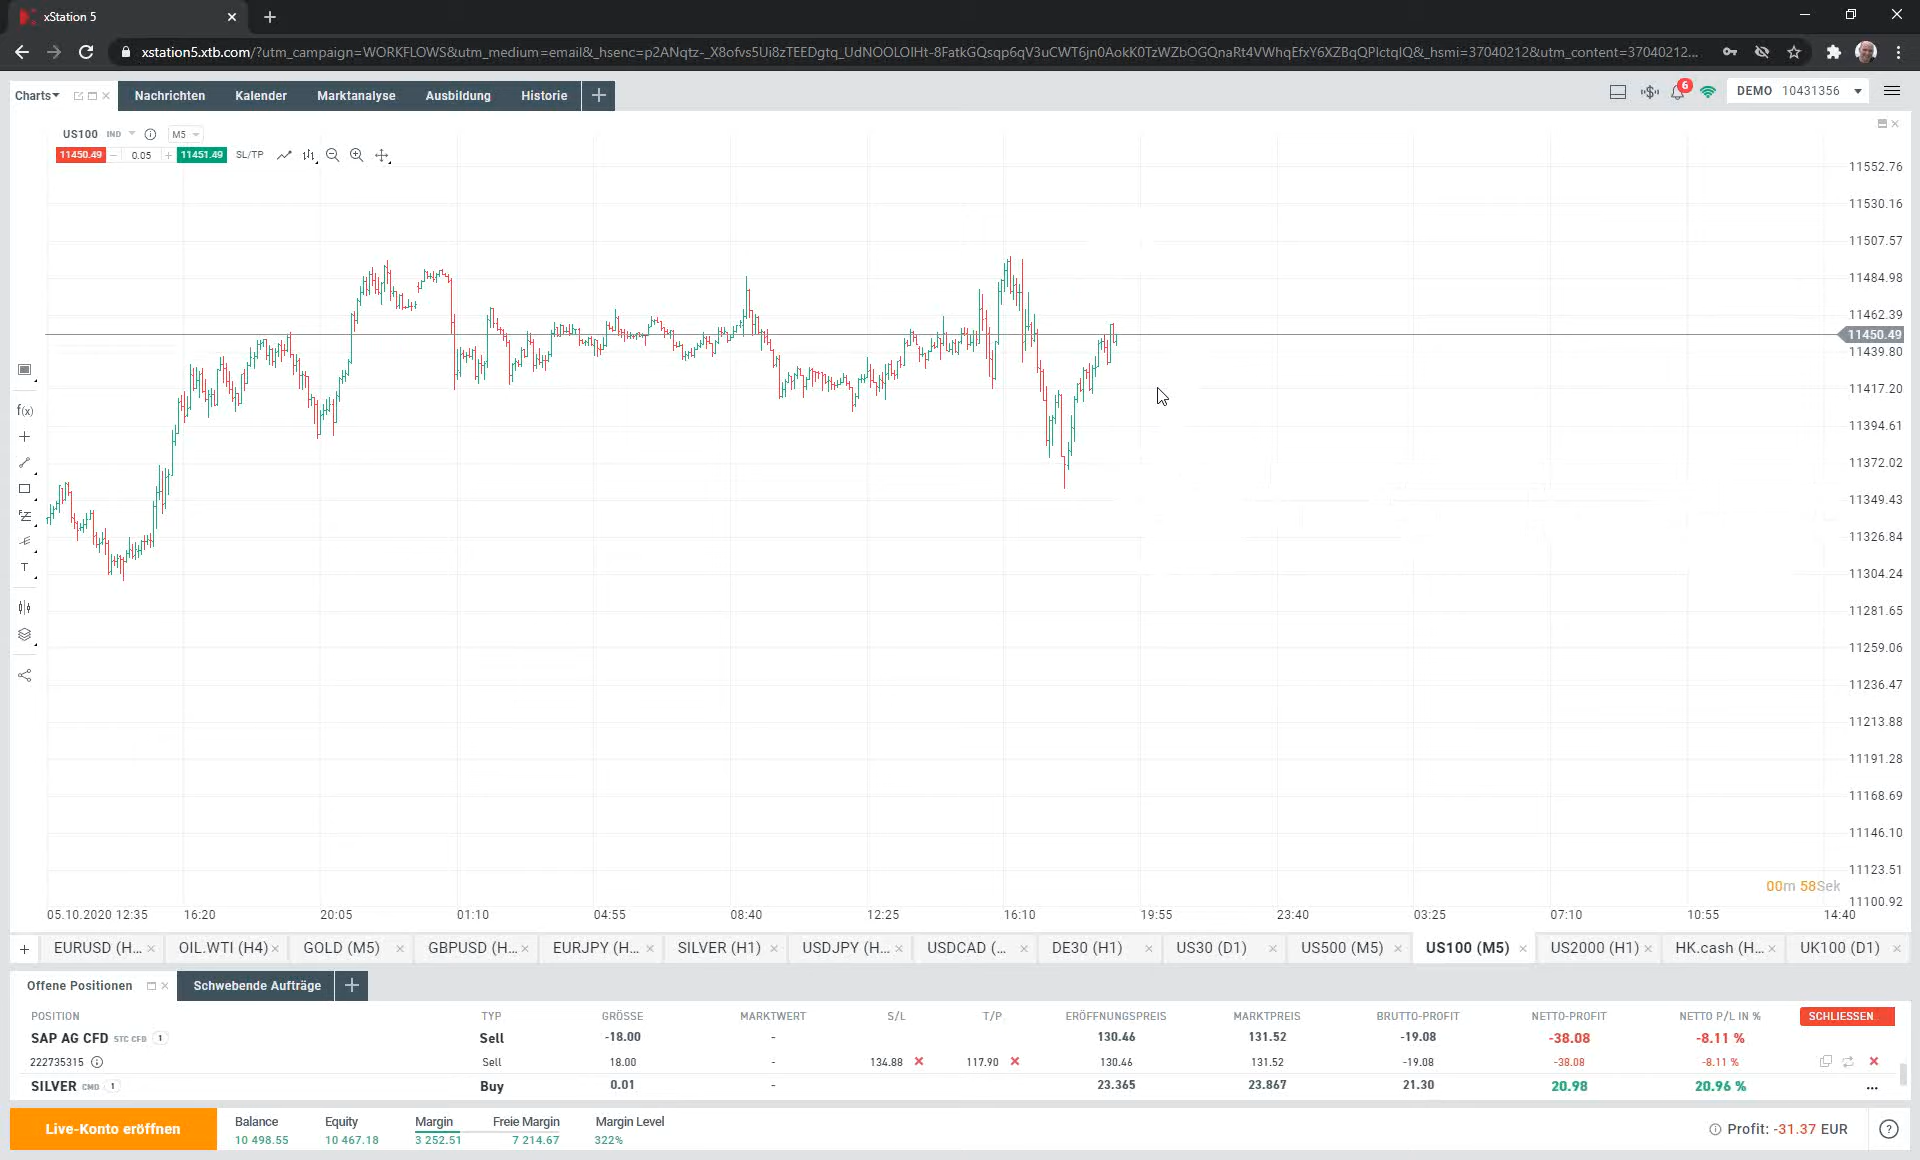 xStation 5
xstation5.xtb.com/?utm_campaign=WORKFLOWS&utm_medium=email&_hsenc=p2ANqtz-_X8ofvs5Ui8zTEEDgtq_UdNOOLOIHt-8FatkGQsqp6qV3uCWT6jn0AokK0TzWZbOGQnaRt4VWhqEfxY6XZBqQPIctqIQ&_hsmi=37040212&utm_content=37040212...
Charts Nachrichten Kalender Marktanalyse Ausbildung Historie 6 DEMO 10431356
US100 IND M5
11450.49 − 0.05 + 11451.49 SL/TP
11552.76
11530.16
11507.57
11484.98
11462.39
11450.49
11439.80
11417.20
11394.61
11372.02
11349.43
11326.84
11304.24
11281.65
11259.06
11236.47
11213.88
11191.28
11168.69
11146.10
11123.51
11100.92
f(x)
T
00m 58Sek
05.10.2020 12:35 16:20 20:05 01:10 04:55 08:40 12:25 16:10 19:55 23:40 03:25 07:10 10:55 14:40
EURUSD (H... OIL.WTI (H4) GOLD (M5) GBPUSD (H... EURJPY (H... SILVER (H1) USDJPY (H... USDCAD (... DE30 (H1) US30 (D1) US500 (M5) US100 (M5) US2000 (H1) HK.cash (H... UK100 (D1)
Offene Positionen Schwebende Aufträge
POSITION TYP GRÖSSE MARKTWERT S/L T/P ERÖFFNUNGSPREIS MARKTPREIS BRUTTO-PROFIT NETTO-PROFIT NETTO P/L IN % SCHLIESSEN
SAP AG CFD STC CFD 1 Sell -18.00 - 130.46 131.52 -19.08 -38.08 -8.11 %
222735315 Sell 18.00 - 134.88 117.90 130.46 131.52 -19.08 -38.08 -8.11 %
SILVER CMD 1 Buy 0.01 - 23.365 23.867 21.30 20.98 20.96 % ...
Live-Konto eröffnen
Balance Equity Margin Freie Margin Margin Level
10 498.55 10 467.18 3 252.51 7 214.67 322%
Profit: -31.37 EUR ?